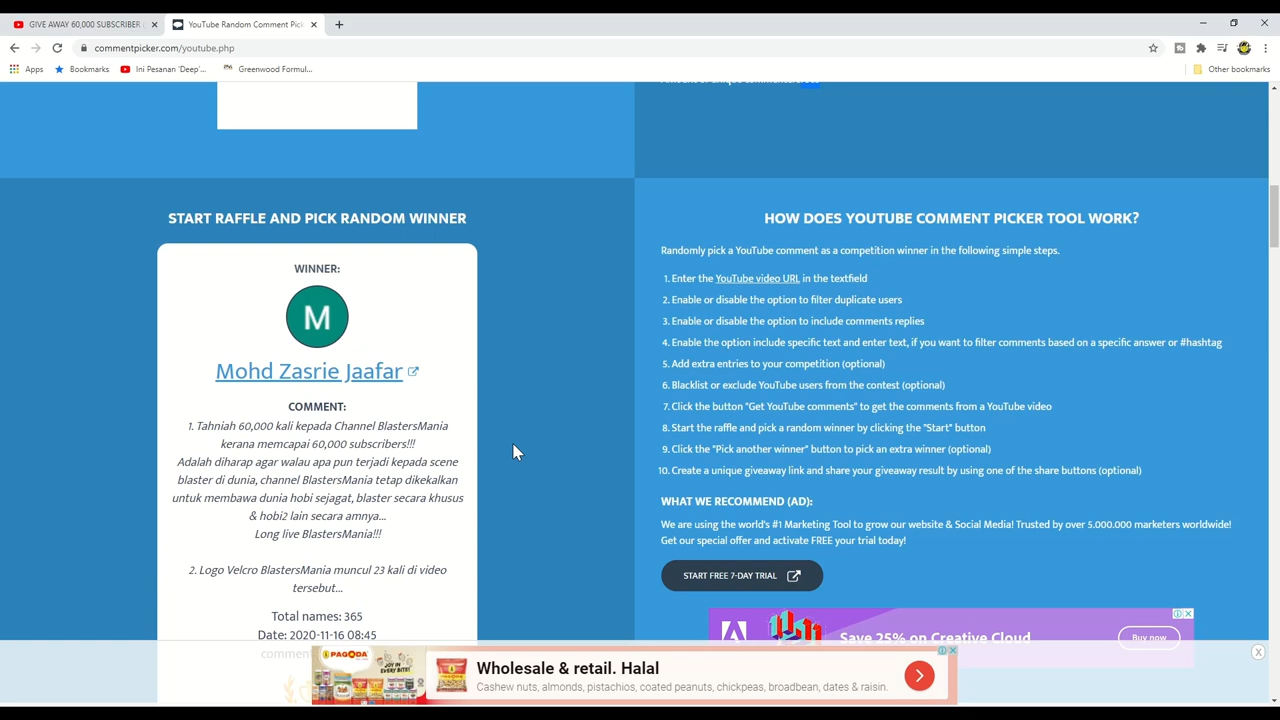 GIVE AWAY 60,000 SUBSCRIBER
YouTube Random Comment Pick
commentpicker.com/youtube.php
Apps
Bookmarks
Ini Pesanan 'Deep'...
Greenwood Formul...
Other bookmarks
START RAFFLE AND PICK RANDOM WINNER
WINNER:
M
Mohd Zasrie Jaafar
COMMENT:
1. Tahniah 60,000 kali kepada Channel BlastersMania
kerana memcapai 60,000 subscribers!!!
Adalah diharap agar walau apa pun terjadi kepada scene
blaster di dunia, channel BlastersMania tetap dikekalkan
untuk membawa dunia hobi sejagat, blaster secara khusus
& hobi2 lain secara amnya...
Long live BlastersMania!!!
2. Logo Velcro BlastersMania muncul 23 kali di video
tersebut...
Total names: 365
Date: 2020-11-16 08:45
HOW DOES YOUTUBE COMMENT PICKER TOOL WORK?
Randomly pick a YouTube comment as a competition winner in the following simple steps.
1. Enter the YouTube video URL in the textfield
2. Enable or disable the option to filter duplicate users
3. Enable or disable the option to include comments replies
4. Enable the option include specific text and enter text, if you want to filter comments based on a specific answer or #hashtag
5. Add extra entries to your competition (optional)
6. Blacklist or exclude YouTube users from the contest (optional)
7. Click the button "Get YouTube comments" to get the comments from a YouTube video
8. Start the raffle and pick a random winner by clicking the "Start" button
9. Click the "Pick another winner" button to pick an extra winner (optional)
10. Create a unique giveaway link and share your giveaway result by using one of the share buttons (optional)
WHAT WE RECOMMEND (AD):
We are using the world's #1 Marketing Tool to grow our website & Social Media! Trusted by over 5.000.000 marketers worldwide!
Get our special offer and activate FREE your trial today!
START FREE 7-DAY TRIAL
Save 25% on Creative Cloud
Buy now
PAGODA
Wholesale & retail. Halal
Cashew nuts, almonds, pistachios, coated peanuts, chickpeas, broadbean, dates & raisin.